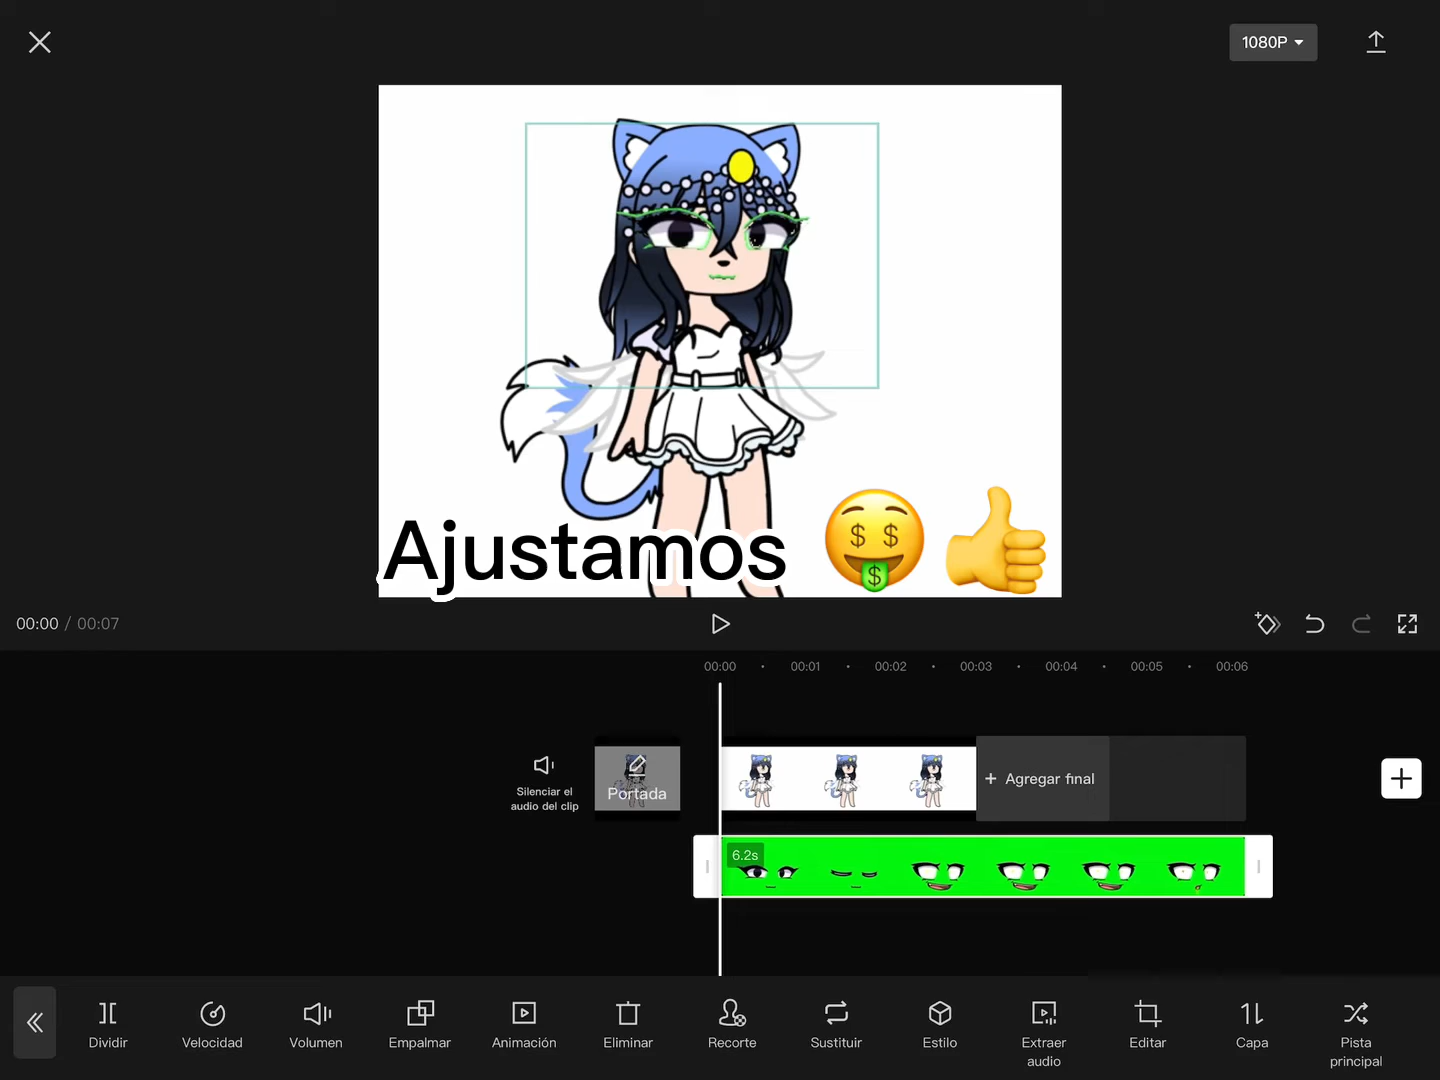 1080P
Ajustamos 🤑 👍
00:00 / 00:07
00:00 00:01 00:02 00:03 00:04 00:05 00:06
Silenciar el
audio del clip
Portada
+ Agregar final
6.2s
Dividir
Velocidad
Volumen
Empalmar
Animación
Eliminar
Recorte
Sustituir
Estilo
Extraer
audio
Editar
Capa
Pista
principal